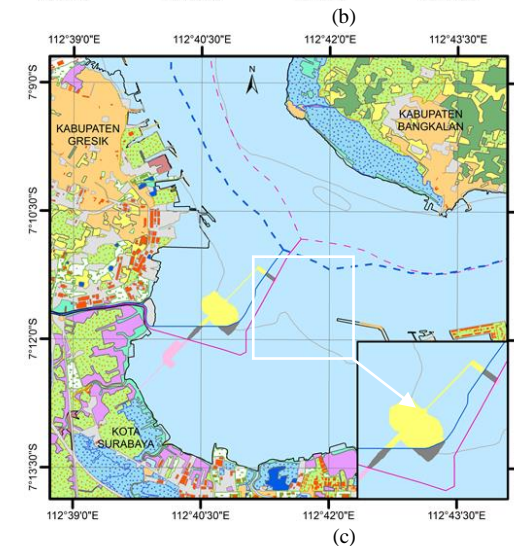 (b)
112°39'0"E 112°40'30"E 112°42'0"E 112°43'30"E
7°9'0"S
N
KABUPATEN
GRESIK
KABUPATEN
BANGKALAN
7°10'30"S
7°12'0"S
KOTA
SURABAYA
7°13'30"S
112°39'0"E 112°40'30"E 112°42'0"E 112°43'30"E
(c)